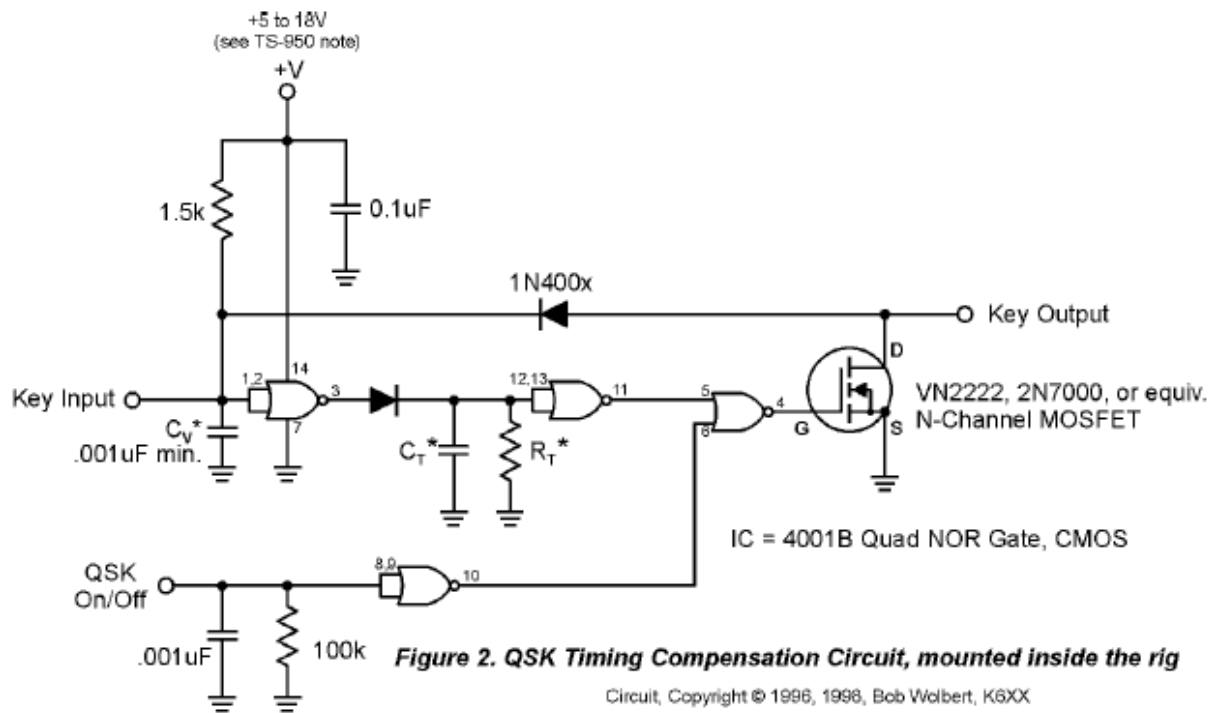 +5 to 18V
(see TS-950 note)
+V
1.5k
0.1uF
1N400x
Key Output
D
14
1,2
3
12,13
11
5
4
Key Input
7
6
G
S
VN2222, 2N7000, or equiv.
N-Channel MOSFET
CV*
.001uF min.
CT*
RT*
IC = 4001B Quad NOR Gate, CMOS
8,9
10
QSK
On/Off
.001uF
100k
Figure 2. QSK Timing Compensation Circuit, mounted inside the rig
Circuit, Copyright © 1996, 1998, Bob Wolbert, K6XX